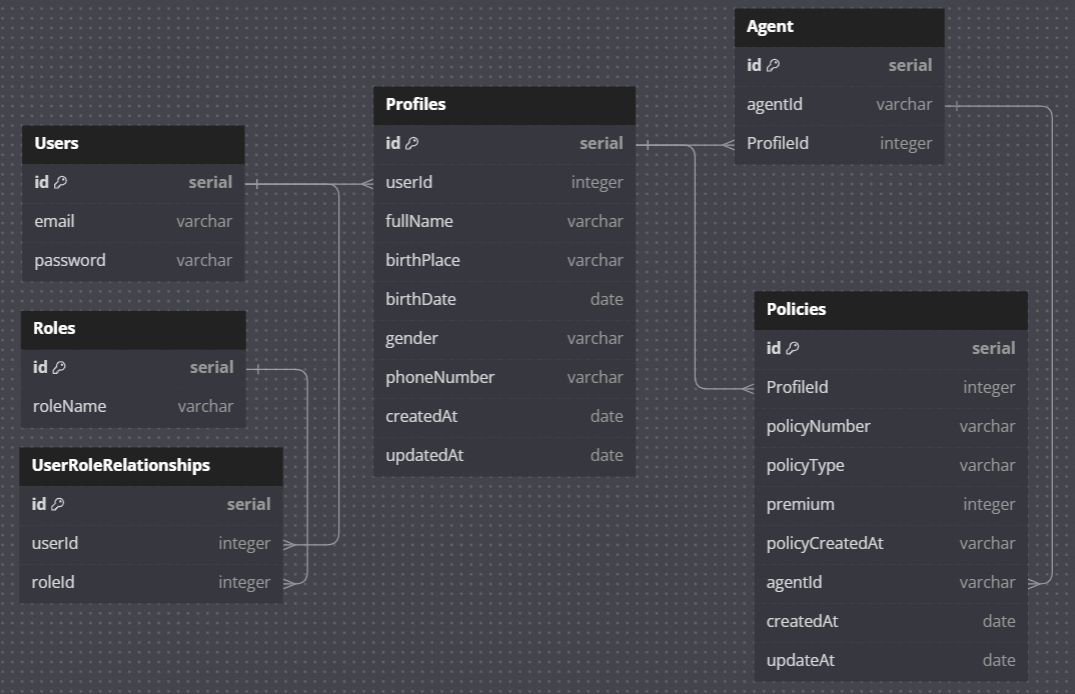 Users
id serial
email varchar
password varchar
Roles
id serial
roleName varchar
UserRoleRelationships
id serial
userId integer
roleId integer
Profiles
id serial
userId integer
fullName varchar
birthPlace varchar
birthDate date
gender varchar
phoneNumber varchar
createdAt date
updatedAt date
Agent
id serial
agentId varchar
ProfileId integer
Policies
id serial
ProfileId integer
policyNumber varchar
policyType varchar
premium integer
policyCreatedAt varchar
agentId varchar
createdAt date
updateAt date